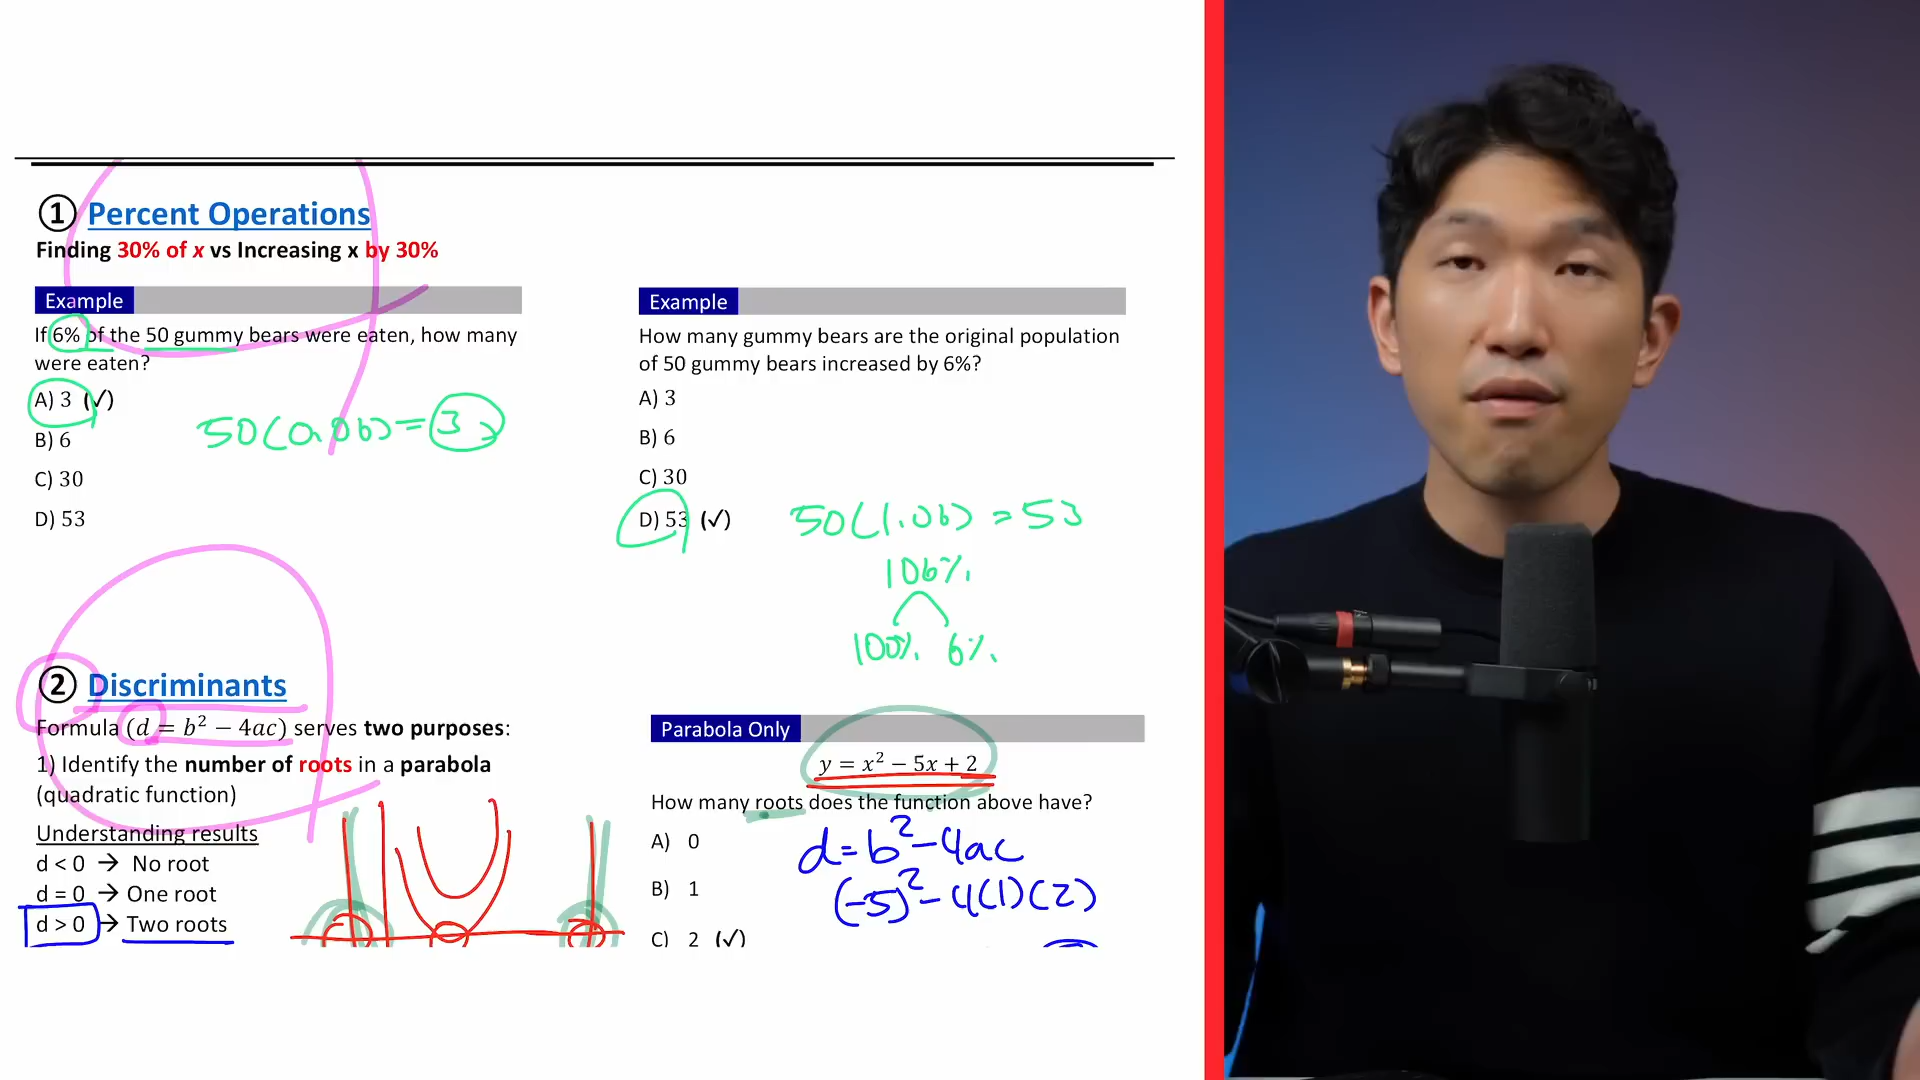 ① Percent Operations
Finding 30% of x vs Increasing x by 30%
Example
If 6% of the 50 gummy bears were eaten, how many
were eaten?
A) 3 (✓)
B) 6
C) 30
D) 53
50(0.06) = 3
Example
How many gummy bears are the original population
of 50 gummy bears increased by 6%?
A) 3
B) 6
C) 30
D) 53 (✓)
50(1.06) = 53
106%
100% 6%
② Discriminants
Formula (d = b² − 4ac) serves two purposes:
1) Identify the number of roots in a parabola
(quadratic function)
Understanding results
d < 0 → No root
d = 0 → One root
d > 0 → Two roots
Parabola Only
y = x² − 5x + 2
How many roots does the function above have?
A) 0
B) 1
C) 2 (✓)
d = b² − 4ac
(−5)² − 4(1)(2)